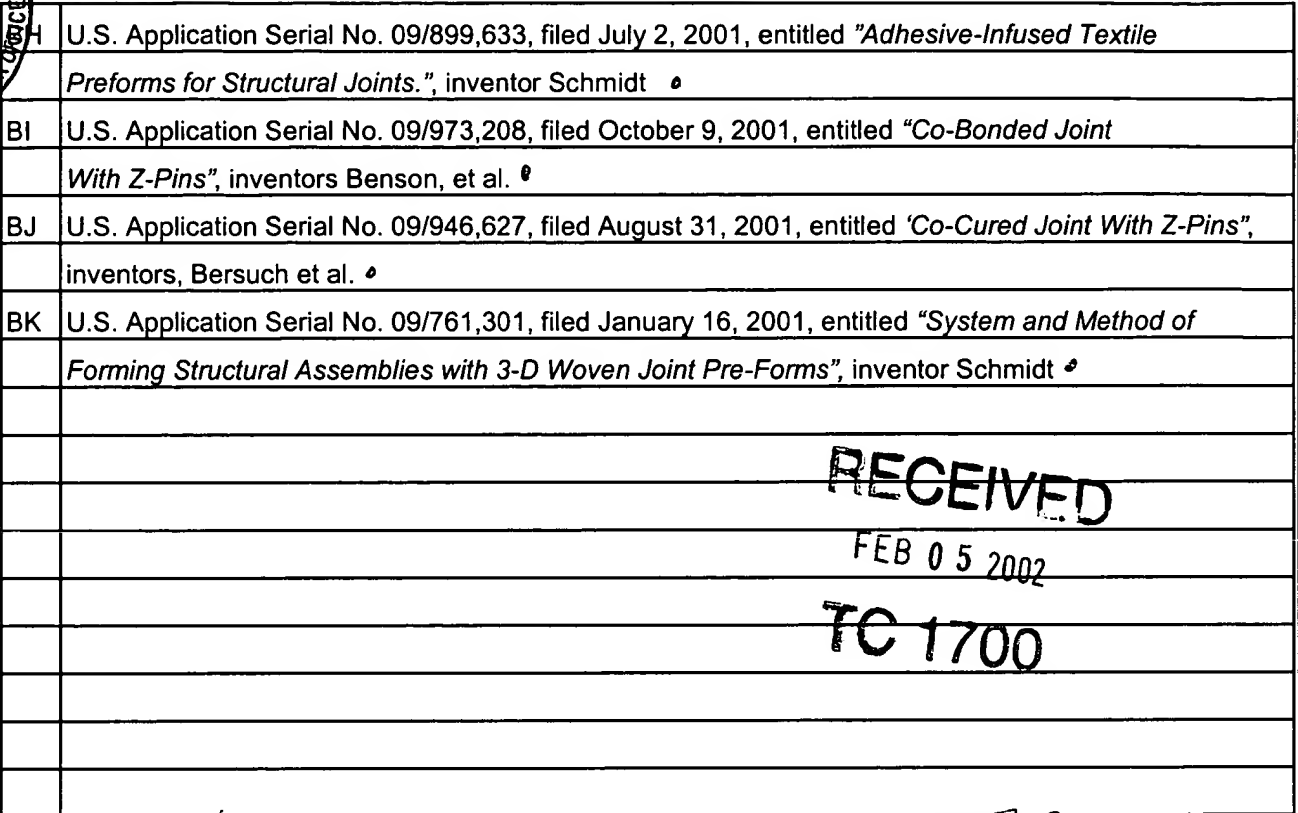 U.S. Application Serial No. 09/899,633, filed July 2, 2001, entitled "Adhesive-Infused Textile
Preforms for Structural Joints.", inventor Schmidt
BI U.S. Application Serial No. 09/973,208, filed October 9, 2001, entitled "Co-Bonded Joint
With Z-Pins", inventors Benson, et al.
BJ U.S. Application Serial No. 09/946,627, filed August 31, 2001, entitled 'Co-Cured Joint With Z-Pins",
inventors, Bersuch et al.
BK U.S. Application Serial No. 09/761,301, filed January 16, 2001, entitled "System and Method of
Forming Structural Assemblies with 3-D Woven Joint Pre-Forms", inventor Schmidt
RECEIVED
FEB 05 2002
TC 1700